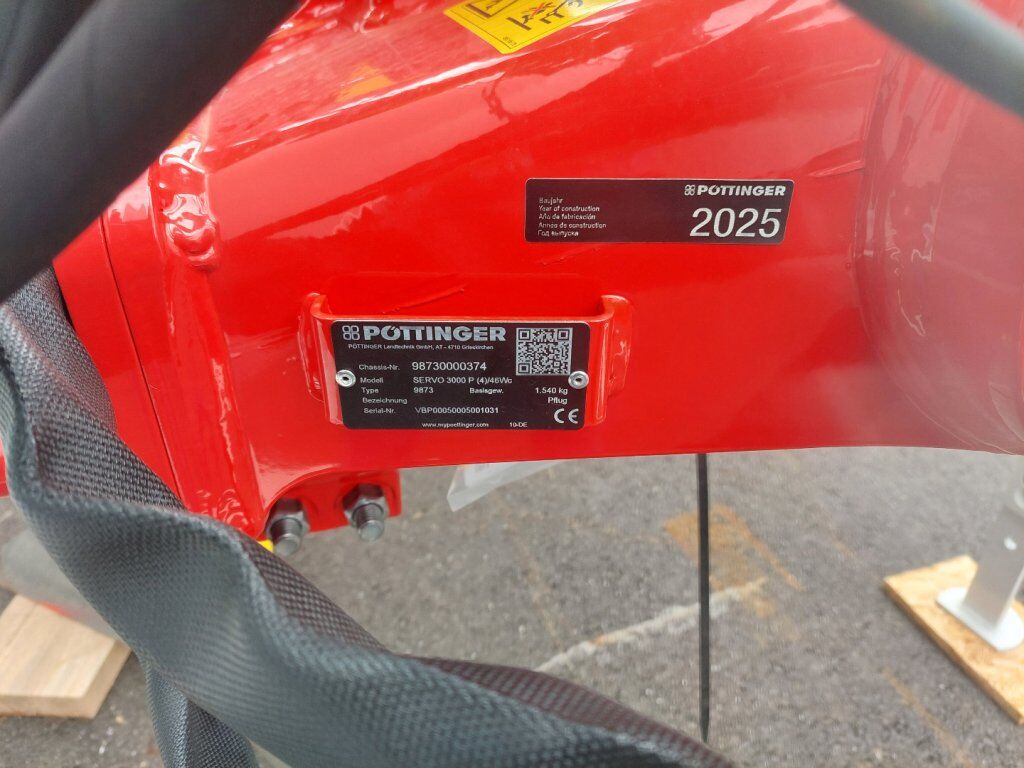 PÖTTINGER
Baujahr
Year of construction
Año de fabricación
Année de construction
Год выпуска
2025
PÖTTINGER
PÖTTINGER Landtechnik GmbH, AT - 4710 Grieskirchen
Chassis-Nr. 98730000374
Modell SERVO 3000 P (4)/46Wc
Type 9873 Basisgew. 1.540 kg
Bezeichnung Pflug
Serial-Nr. VBP00050005001031
CE
www.mypoettinger.com 10-DE